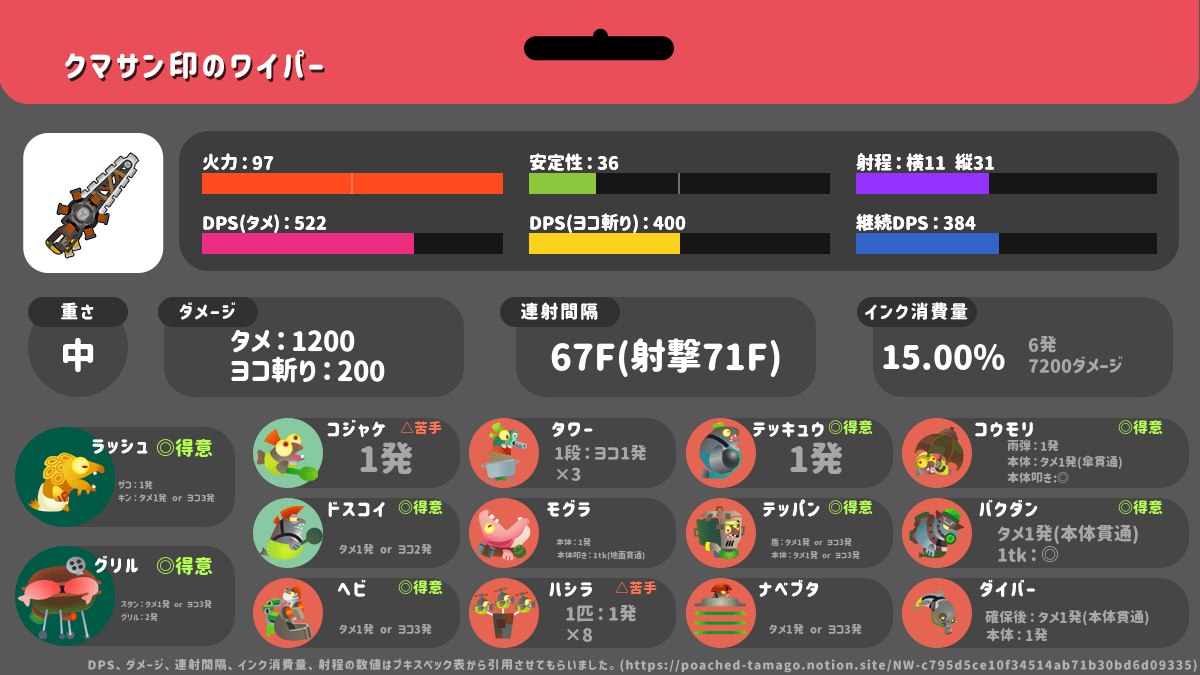 クマサン印のワイパー
火力：97
安定性：36
射程：横11 縦31
DPS(タメ)：522
DPS(ヨコ斬り)：400
継続DPS：384
重さ
中
ダメージ
タメ：1200
ヨコ斬り：200
連射間隔
67F(射撃71F)
インク消費量
15.00%
6発
7200ダメージ
ラッシュ ◎得意
ザコ：1発
キン：タメ1発 or ヨコ3発
グリル ◎得意
スタン：タメ1発 or ヨコ3発
グリル：2発
コジャケ △苦手
1発
タワー
1段：ヨコ1発
×3
テッキュウ ◎得意
1発
コウモリ ◎得意
雨弾：1発
本体：タメ1発(傘貫通)
本体叩き:◎
ドスコイ ◎得意
タメ1発 or ヨコ2発
モグラ
本体：1発
本体叩き：1tk(地面貫通)
テッパン ◎得意
盾：タメ1発 or ヨコ3発
本体：タメ1発 or ヨコ3発
バクダン ◎得意
タメ1発(本体貫通)
1tk：◎
ヘビ ◎得意
タメ1発 or ヨコ3発
ハシラ △苦手
1匹：1発
×8
ナベブタ
タメ1発 or ヨコ3発
ダイバー
確保後：タメ1発(本体貫通)
本体：1発
DPS、ダメージ、連射間隔、インク消費量、射程の数値はブキスペック表から引用させてもらいました。(https://poached-tamago.notion.site/NW-c795d5ce10f34514ab71b30bd6d09335)